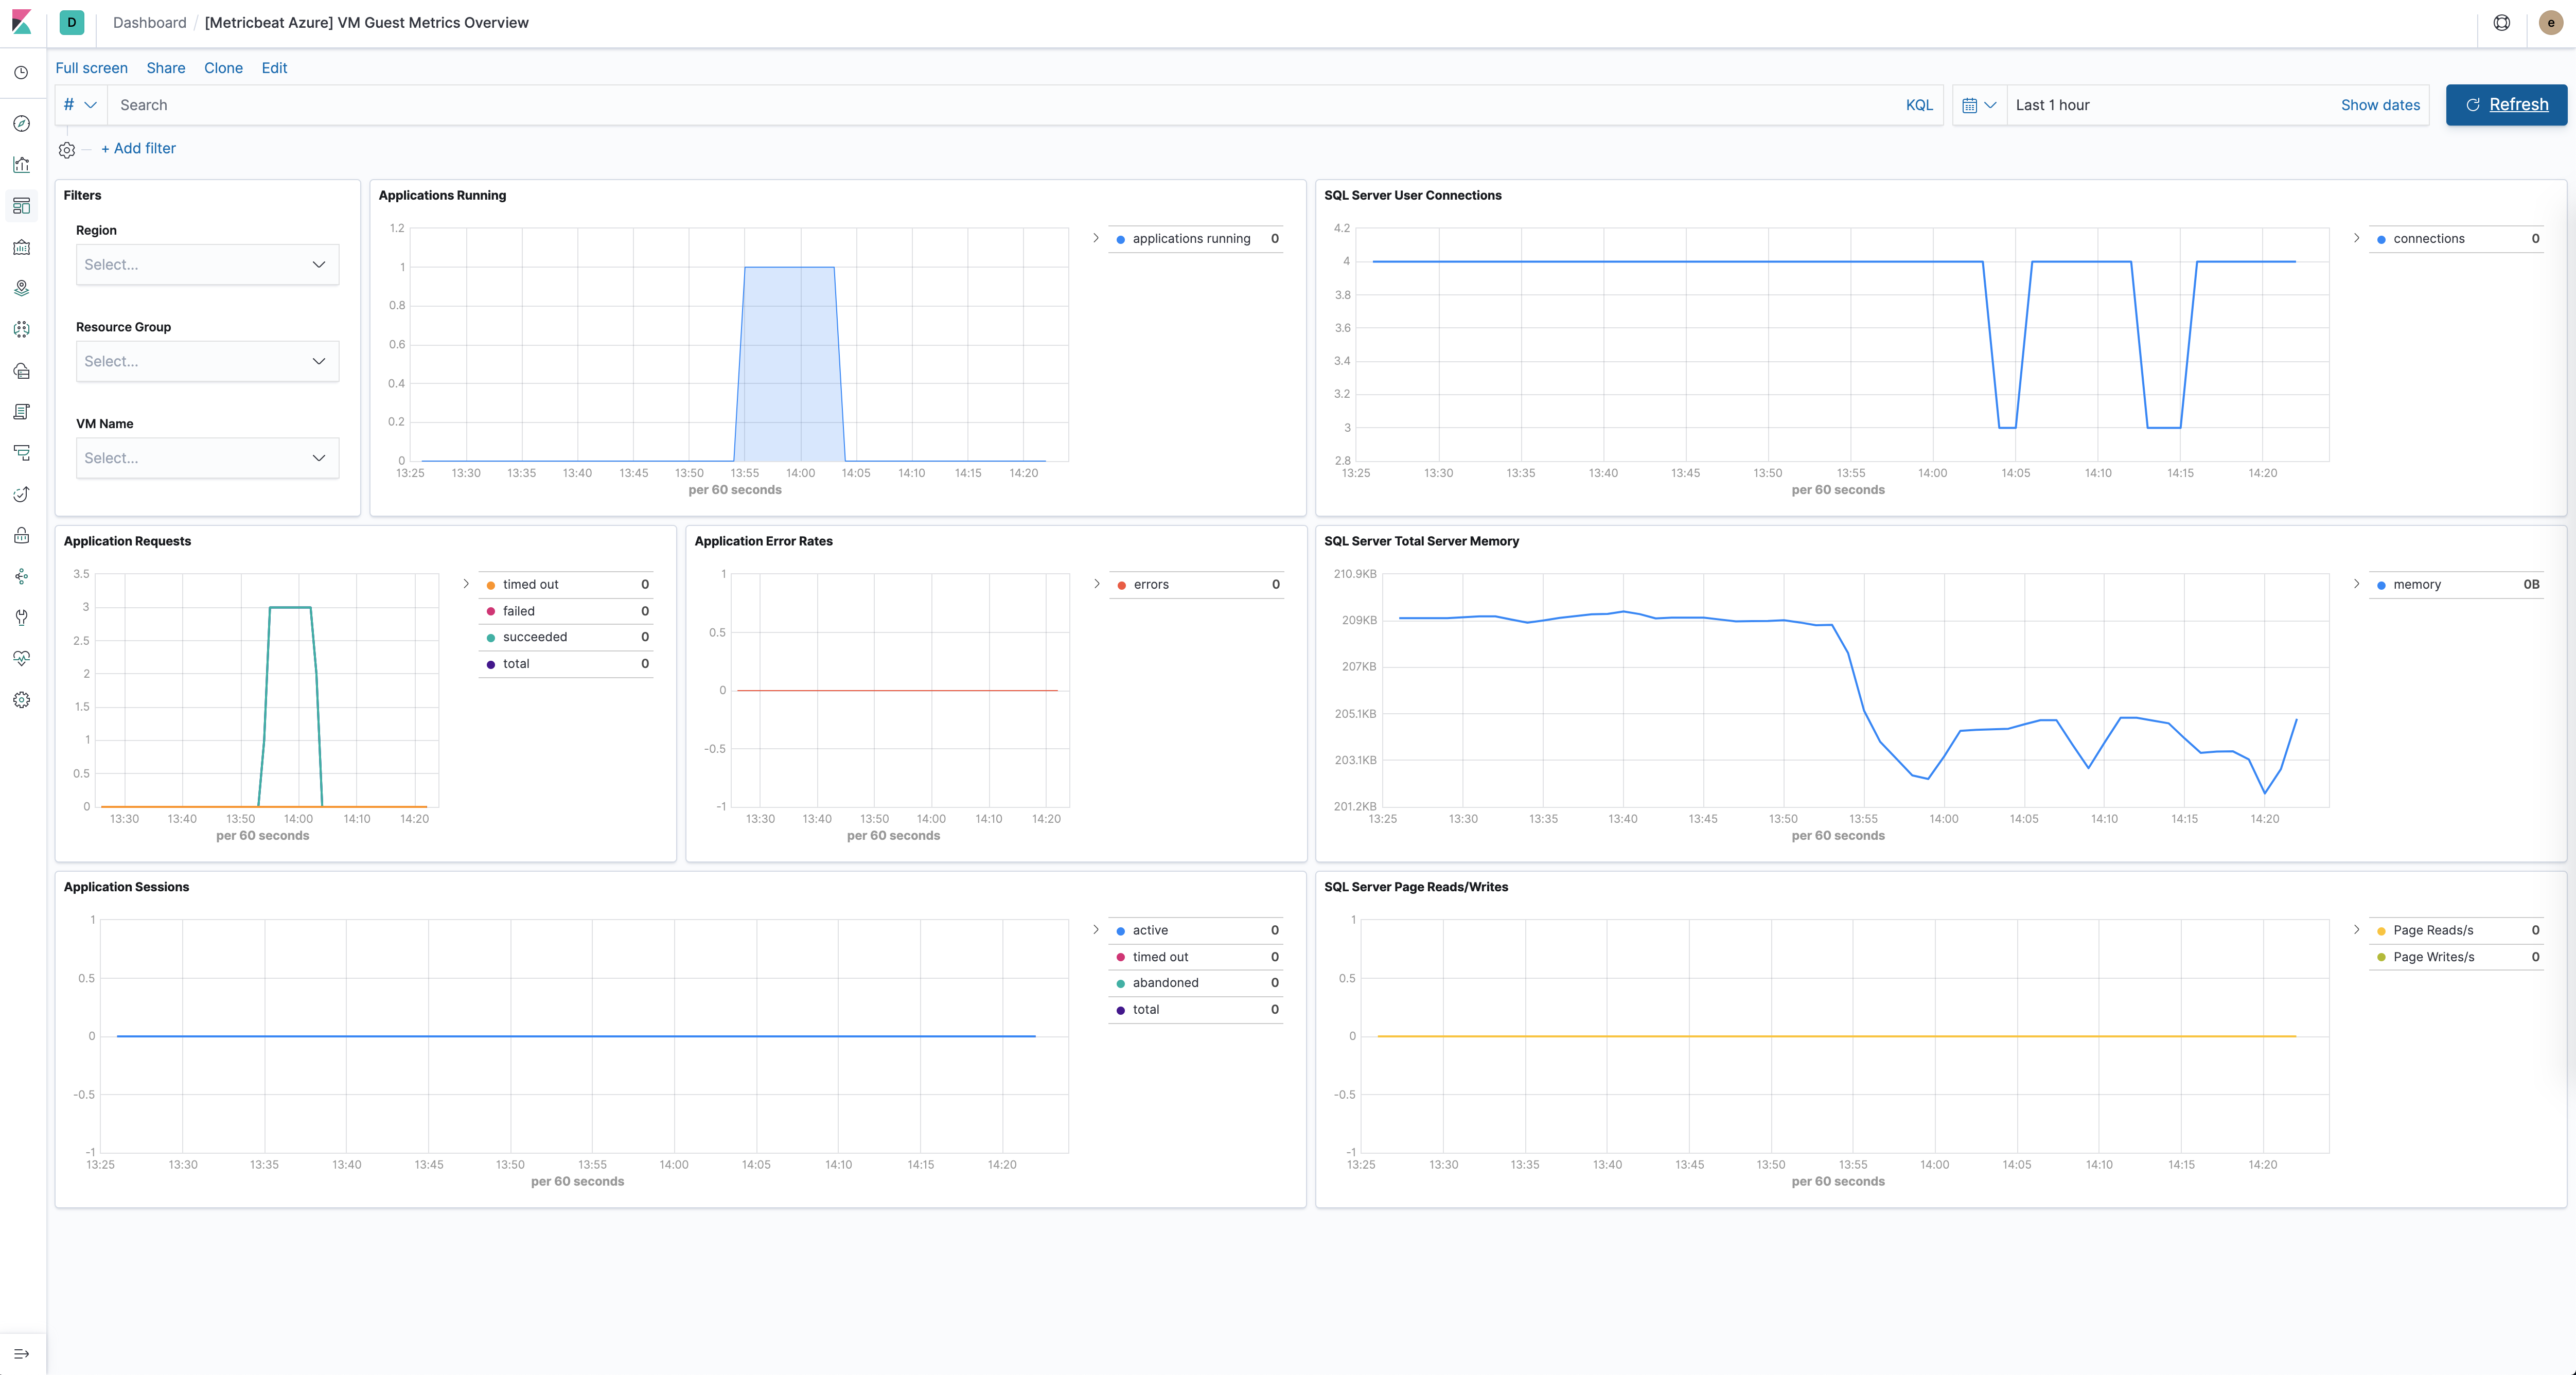 D Dashboard / [Metricbeat Azure] VM Guest Metrics Overview e
Full screen Share Clone Edit
# Search KQL Last 1 hour Show dates Refresh
+ Add filter
Filters
Region
Select...
Resource Group
Select...
VM Name
Select...
Applications Running
1.2
1
0.8
0.6
0.4
0.2
0
13:25 13:30 13:35 13:40 13:45 13:50 13:55 14:00 14:05 14:10 14:15 14:20
per 60 seconds
applications running 0
SQL Server User Connections
4.2
4
3.8
3.6
3.4
3.2
3
2.8
13:25 13:30 13:35 13:40 13:45 13:50 13:55 14:00 14:05 14:10 14:15 14:20
per 60 seconds
connections 0
Application Requests
3.5
3
2.5
2
1.5
1
0.5
0
13:30 13:40 13:50 14:00 14:10 14:20
per 60 seconds
timed out 0
failed 0
succeeded 0
total 0
Application Error Rates
1
0.5
0
-0.5
-1
13:30 13:40 13:50 14:00 14:10 14:20
per 60 seconds
errors 0
SQL Server Total Server Memory
210.9KB
209KB
207KB
205.1KB
203.1KB
201.2KB
13:25 13:30 13:35 13:40 13:45 13:50 13:55 14:00 14:05 14:10 14:15 14:20
per 60 seconds
memory 0B
Application Sessions
1
0.5
0
-0.5
-1
13:25 13:30 13:35 13:40 13:45 13:50 13:55 14:00 14:05 14:10 14:15 14:20
per 60 seconds
active 0
timed out 0
abandoned 0
total 0
SQL Server Page Reads/Writes
1
0.5
0
-0.5
-1
13:25 13:30 13:35 13:40 13:45 13:50 13:55 14:00 14:05 14:10 14:15 14:20
per 60 seconds
Page Reads/s 0
Page Writes/s 0